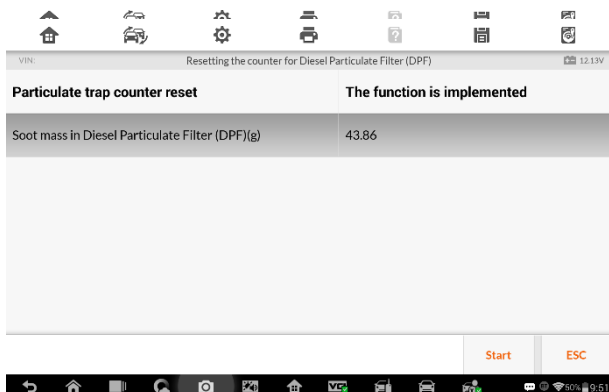 VIN: Resetting the counter for Diesel Particulate Filter (DPF) 12.13V
Particulate trap counter reset The function is implemented
Soot mass in Diesel Particulate Filter (DPF)(g) 43.86
Start ESC
50% 9:51